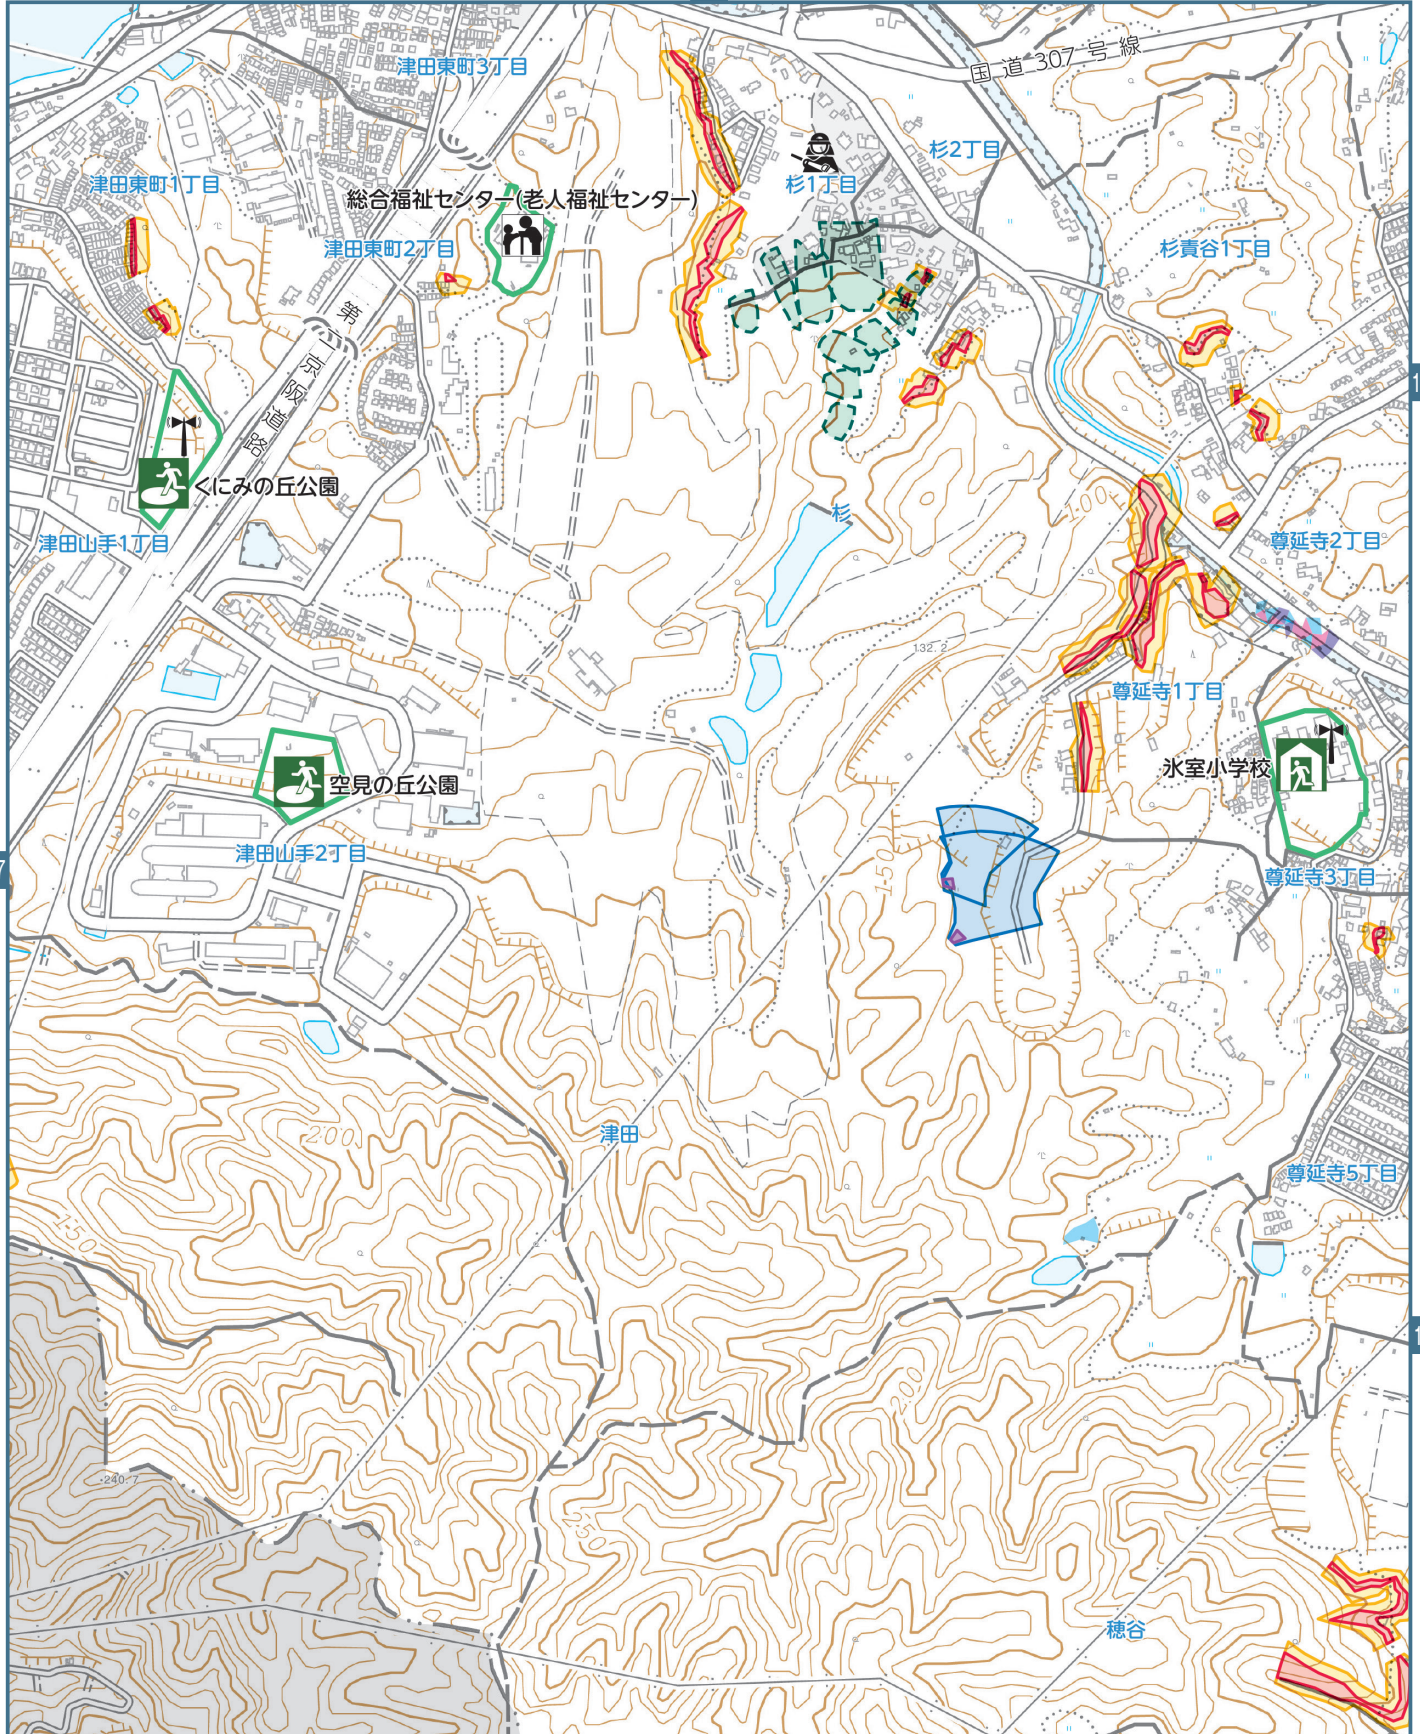 国道307号線
津田東町3丁目
杉2丁目
津田東町1丁目
杉1丁目
総合福祉センター(老人福祉センター)
津田東町2丁目
杉責谷1丁目
100
第二京阪道路
くにみの丘公園
100
杉
津田山手1丁目
尊延寺2丁目
132.2
尊延寺1丁目
氷室小学校
空見の丘公園
津田山手2丁目
150
尊延寺3丁目
7
200
津田
尊延寺5丁目
150
200
240.7
250
穂谷